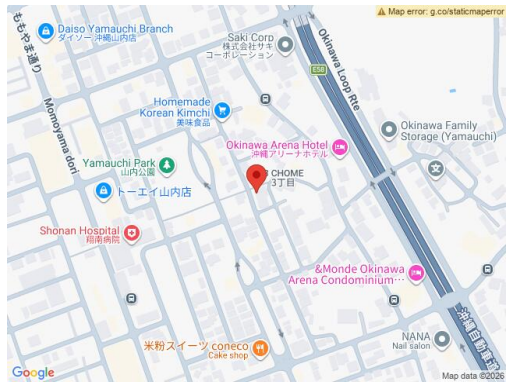 Map error: g.co/staticmaperror
Daiso Yamauchi Branch
ダイソー 沖縄山内店
ももやま通り
Momoyama dori
Saki Corp
株式会社サキ
コーポレーション
E58
Okinawa Loop Rte
Homemade
Korean Kimchi
美味食品
Okinawa Family
Storage (Yamauchi)
Okinawa Arena Hotel
沖縄アリーナホテル
Yamauchi Park
山内公園
CHOME
3丁目
トーエイ山内店
Shonan Hospital
翔南病院
&Monde Okinawa
Arena Condominium…
沖縄自動車道
米粉スイーツ coneco
Cake shop
NANA
Nail salon
Google
Map data ©2026